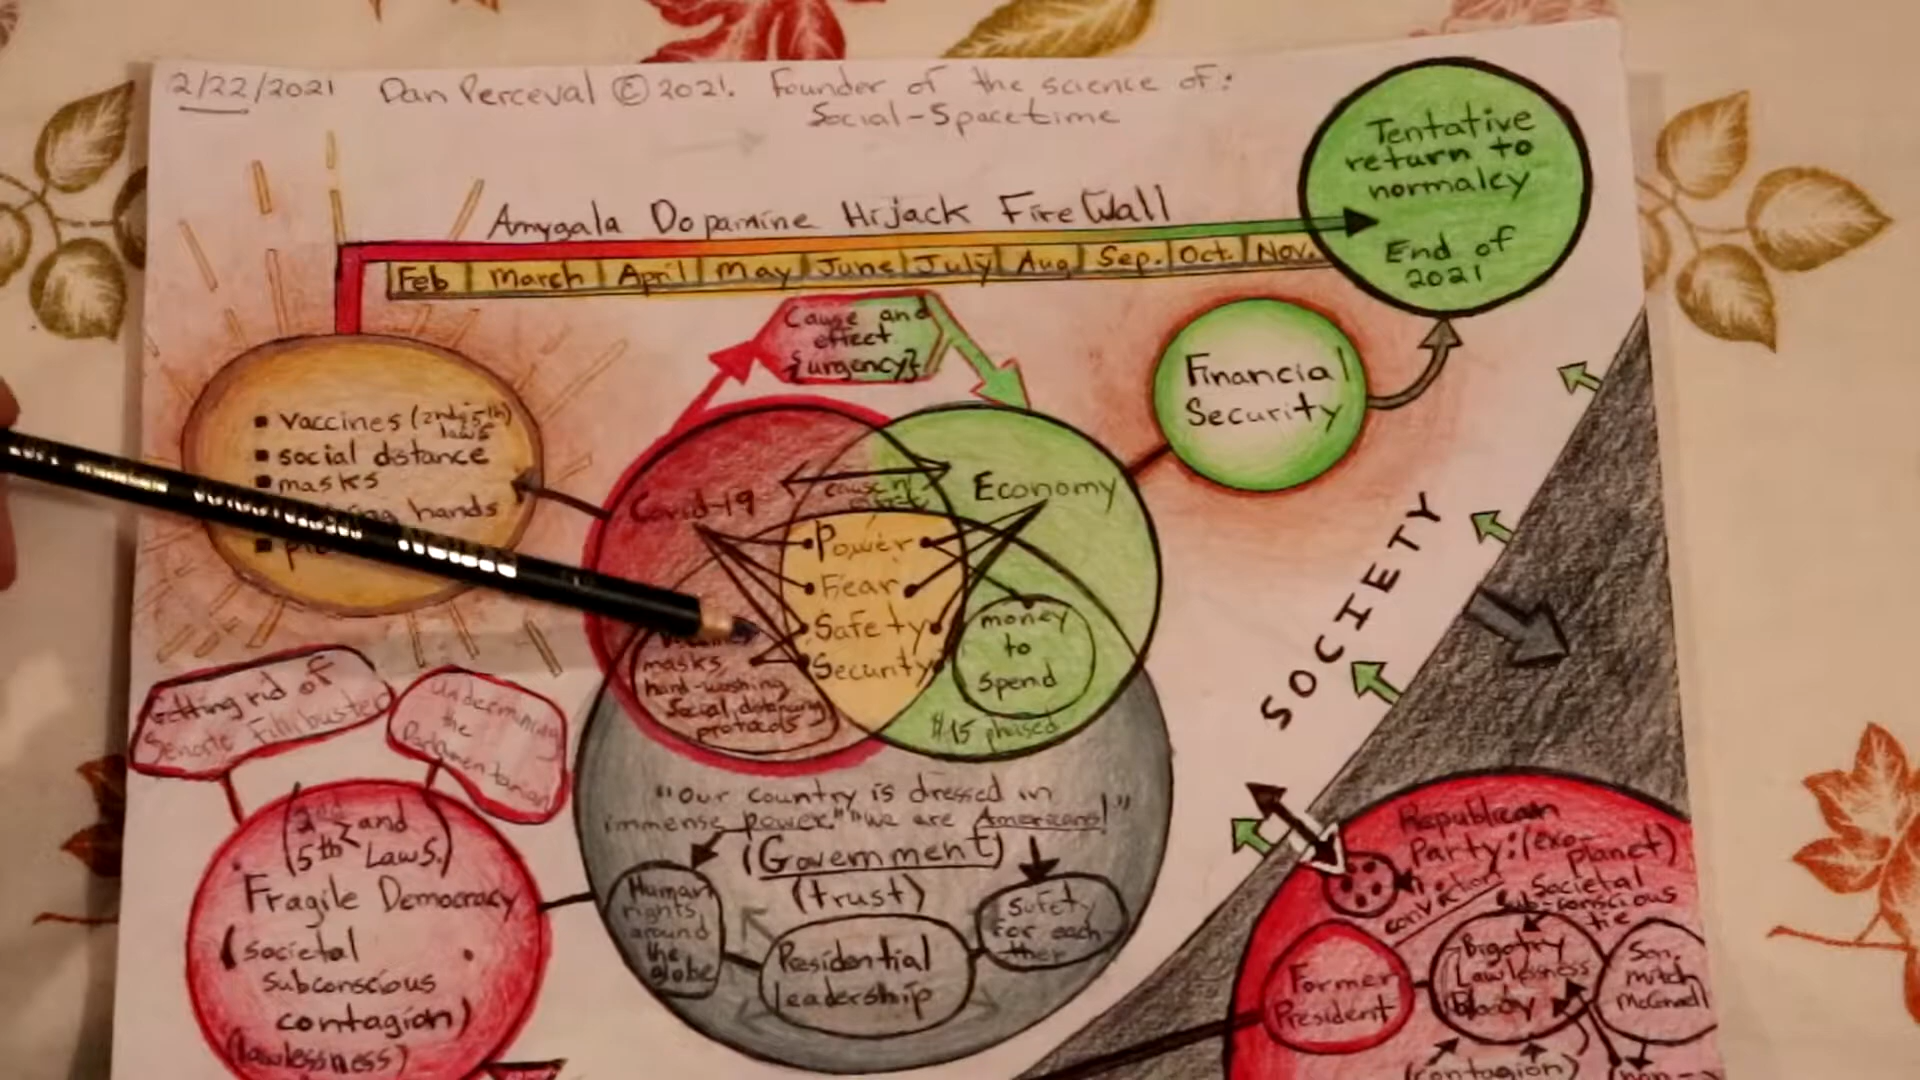 2/22/2021 Dan Perceval © 2021. Founder of the science of:
Social-Spacetime
Amygala Dopamine Hijack FireWall
Feb March April May June July Aug Sep. Oct. Nov.
Tentative
return to
normalcy
End of
2021
Cause and
effect
{urgency}
Financial
Security
▪ vaccines (2nd, 5th)
laws
▪ social distance
▪ masks
hands
Covid-19
cause n'
Economy
Power
Fear
Safety
Security
masks
hand-washing
Social distancing
protocols
money
to
spend
$15 phased
SOCIETY
Getting rid of
Senate Fillibuster
Undermining
the
Parliamentarian
(2nd and
5th Laws.)
Fragile Democracy
(societal
subconscious
contagion)
(lawlessness)
"Our country is dressed in
immense power." "we are Americans!"
(Government)
(trust)
Human
rights
around
the
globe
Presidential
Leadership
Safety
for each-
other
Republican
Party: (exo-
planet)
Societal
sub-conscious
tie
conviction
Former
President
Bigotry
Lawlessness
Bloody
Sen.
mitch
McConnell
(contagion)
(non-